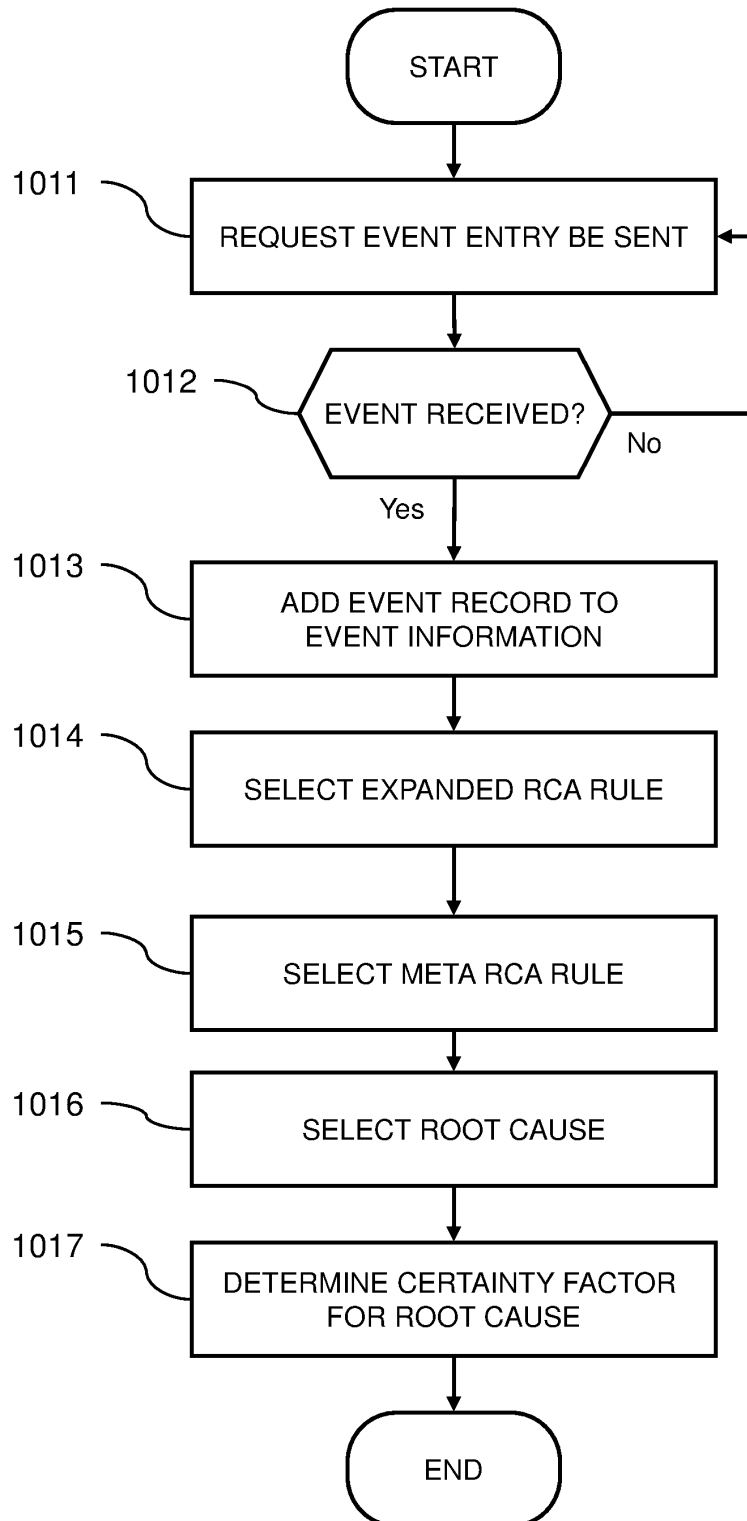 START
1011
REQUEST EVENT ENTRY BE SENT
1012
EVENT RECEIVED?
No
Yes
1013
ADD EVENT RECORD TO
EVENT INFORMATION
1014
SELECT EXPANDED RCA RULE
1015
SELECT META RCA RULE
1016
SELECT ROOT CAUSE
1017
DETERMINE CERTAINTY FACTOR
FOR ROOT CAUSE
END